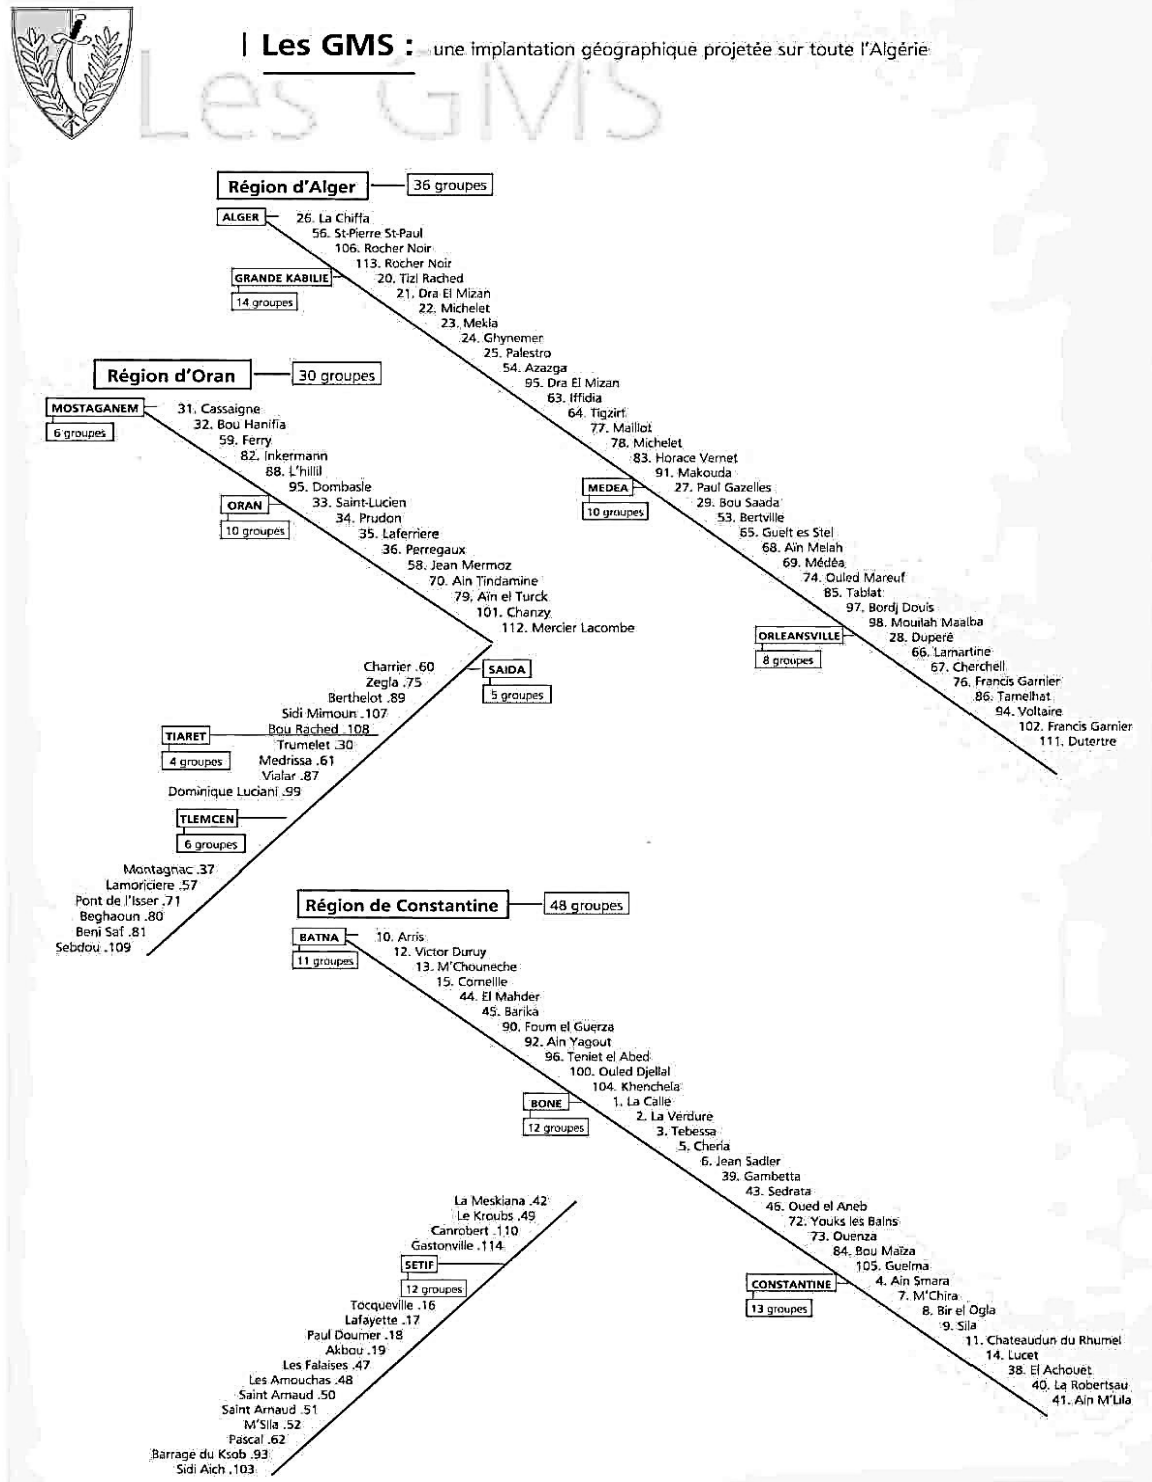 Les GMS : une implantation géographique projetée sur toute l'Algérie
Les GMS
Région d'Alger
36 groupes
ALGER
26. La Chiffa
56. St-Pierre St-Paul
106. Rocher Noir
113. Rocher Noir
GRANDE KABILIE
14 groupes
20. Tizi Rached
21. Dra El Mizan
22. Michelet
23. Mekla
24. Ghynemer
25. Palestro
54. Azazga
95. Dra El Mizan
63. Iffidia
64. Tigzirt
77. Maillot
78. Michelet
83. Horace Vernet
91. Makouda
MEDEA
10 groupes
27. Paul Gazelles
29. Bou Saada
53. Bertville
65. Guelt es Stel
68. Aïn Melah
69. Médéa
74. Ouled Mareuf
85. Tablat
97. Bordj Douis
98. Mouilah Maalba
ORLEANSVILLE
8 groupes
28. Duperé
66. Lamartine
67. Cherchell
76. Francis Garnier
86. Tamelhat
94. Voltaire
102. Francis Garnier
111. Dutertre
Région d'Oran
30 groupes
MOSTAGANEM
6 groupes
31. Cassaigne
32. Bou Hanifia
59. Ferry
82. Inkermann
88. L'hillil
95. Dombasle
ORAN
10 groupes
33. Saint-Lucien
34. Prudon
35. Laferriere
36. Perregaux
58. Jean Mermoz
70. Ain Tindamine
79. Aïn el Turck
101. Chanzy
112. Mercier Lacombe
SAIDA
5 groupes
Charrier .60
Zegla .75
Berthelot .89
Sidi Mimoun .107
Bou Rached .108
TIARET
4 groupes
Trumelet .30
Medrissa .61
Vialar .87
Dominique Luciani .99
TLEMCEN
6 groupes
Montagnac .37
Lamoriciere .57
Pont de l'Isser .71
Beghaoun .80
Beni Saf .81
Sebdou .109
Région de Constantine
48 groupes
BATNA
11 groupes
10. Arris
12. Victor Duruy
13. M'Chouneche
15. Corneille
44. El Mahder
45. Barika
90. Foum el Guerza
92. Ain Yagout
96. Teniet el Abed
100. Ouled Djellal
104. Khenchela
BONE
12 groupes
1. La Calle
2. La Verdure
3. Tebessa
5. Cheria
6. Jean Sadler
39. Gambetta
43. Sedrata
46. Oued el Aneb
72. Youks les Bains
73. Ouenza
84. Bou Maïza
105. Guelma
CONSTANTINE
13 groupes
4. Ain Smara
7. M'Chira
8. Bir el Ogla
9. Sila
11. Chateaudun du Rhumel
14. Lucet
38. El Achouet
40. La Robertsau
41. Ain M'Lila
La Meskiana .42
Le Kroubs .49
Canrobert .110
Gastonville .114
SETIF
12 groupes
Tocqueville .16
Lafayette .17
Paul Doumer .18
Akbou .19
Les Falaises .47
Les Amouchas .48
Saint Arnaud .50
Saint Arnaud .51
M'Sila .52
Pascal .62
Barrage du Ksob .93
Sidi Aich .103